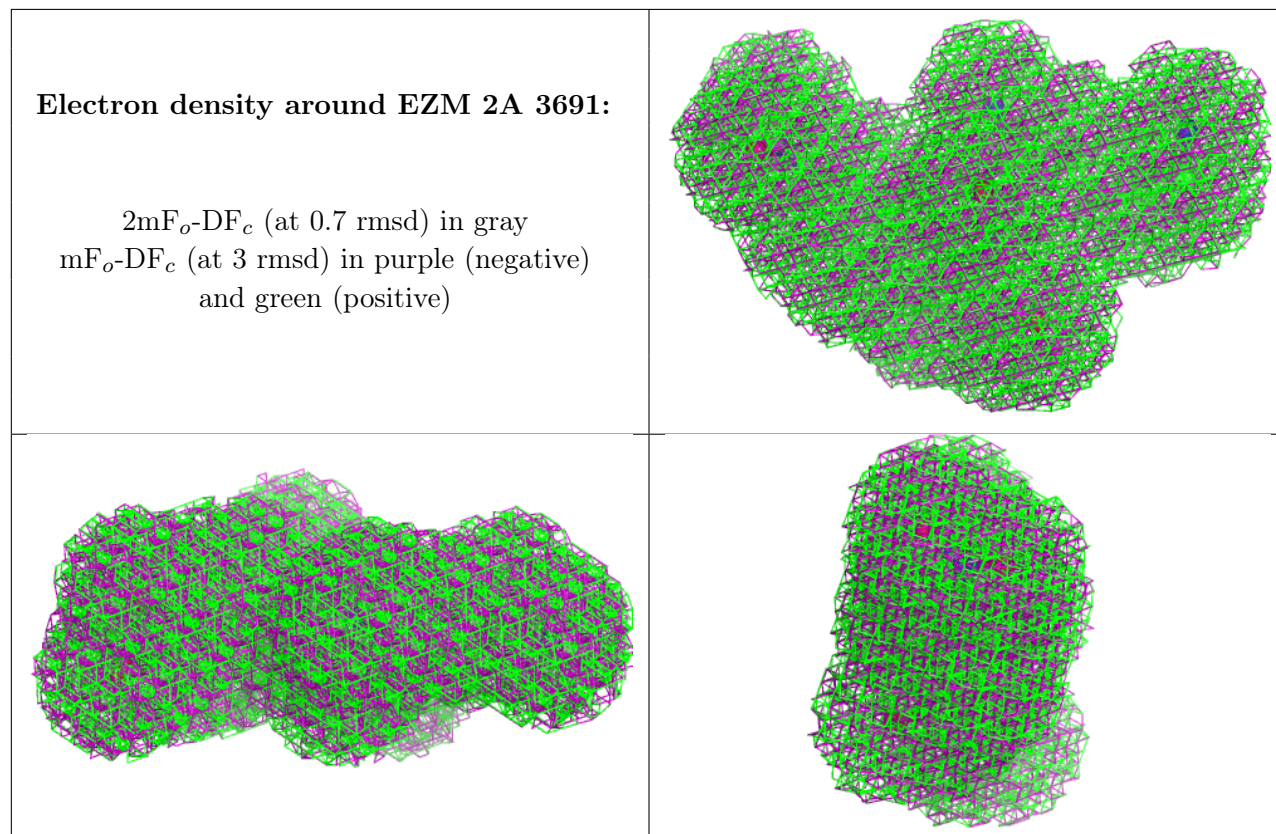 Electron density around EZM 2A 3691:
2mFₒ-DF𝒸 (at 0.7 rmsd) in gray
mFₒ-DF𝒸 (at 3 rmsd) in purple (negative)
and green (positive)